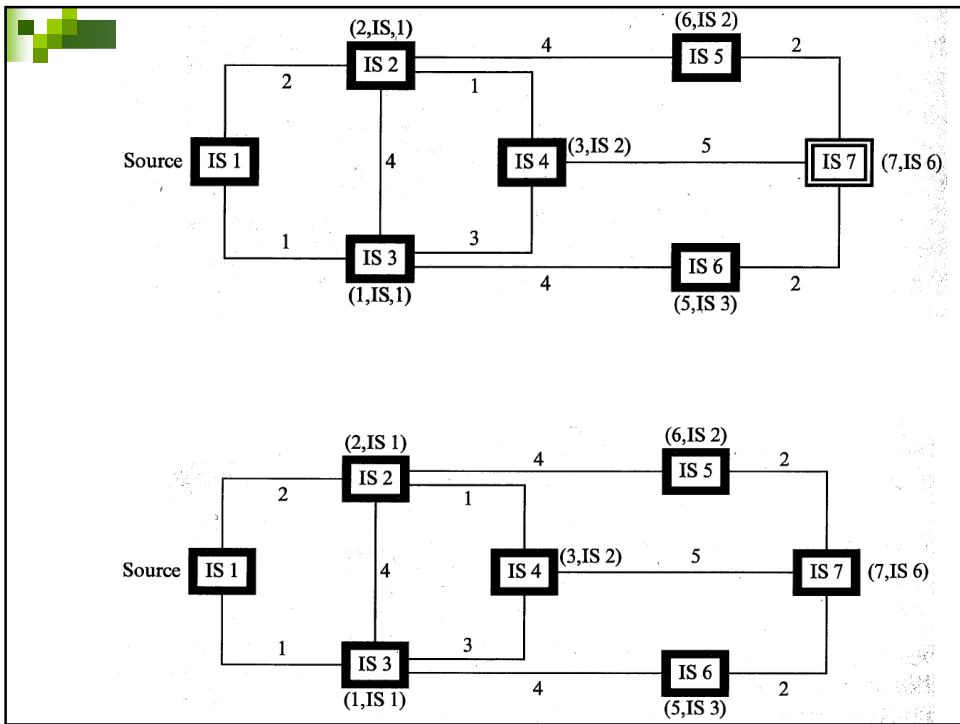 (2,IS,1)
(6,IS 2)
4
2
IS 2
IS 5
2
1
Source
IS 1
4
IS 4
(3,IS 2)
5
IS 7
(7,IS 6)
1
3
IS 3
IS 6
4
2
(1,IS,1)
(5,IS 3)
(2,IS 1)
(6,IS 2)
4
2
IS 2
IS 5
2
1
Source
IS 1
4
IS 4
(3,IS 2)
5
IS 7
(7,IS 6)
1
3
IS 3
IS 6
4
2
(1,IS 1)
(5,IS 3)